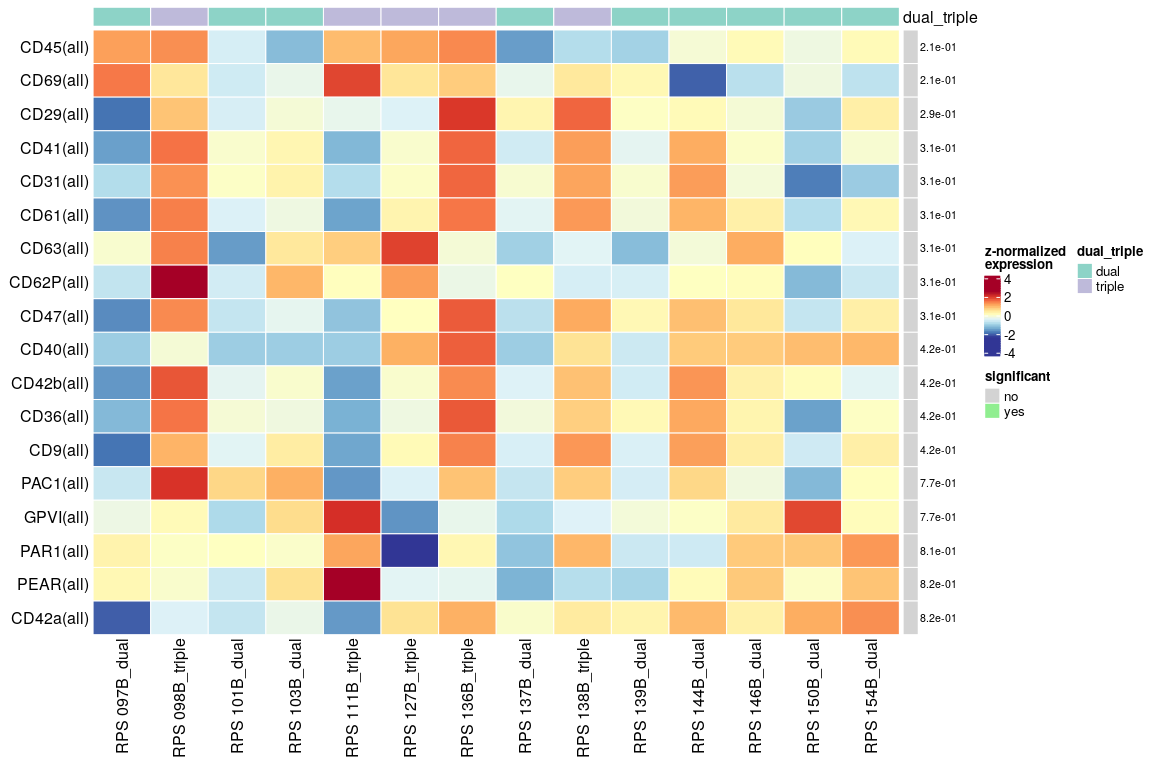 dual_triple
CD45(all) 2.1e-01
CD69(all) 2.1e-01
CD29(all) 2.9e-01
CD41(all) 3.1e-01
CD31(all) 3.1e-01
CD61(all) 3.1e-01
CD63(all) 3.1e-01
CD62P(all) 3.1e-01
CD47(all) 3.1e-01
CD40(all) 4.2e-01
CD42b(all) 4.2e-01
CD36(all) 4.2e-01
CD9(all) 4.2e-01
PAC1(all) 7.7e-01
GPVI(all) 7.7e-01
PAR1(all) 8.1e-01
PEAR(all) 8.2e-01
CD42a(all) 8.2e-01
RPS 097B_dual
RPS 098B_triple
RPS 101B_dual
RPS 103B_dual
RPS 111B_triple
RPS 127B_triple
RPS 136B_triple
RPS 137B_dual
RPS 138B_triple
RPS 139B_dual
RPS 144B_dual
RPS 146B_dual
RPS 150B_dual
RPS 154B_dual
z-normalized
expression
4
2
0
-2
-4
significant
no
yes
dual_triple
dual
triple